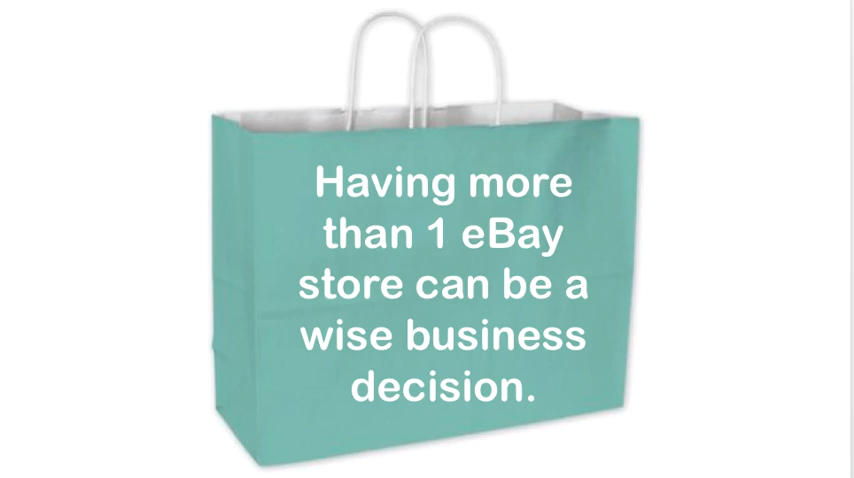 Having more
than 1 eBay
store can be a
wise business
decision.